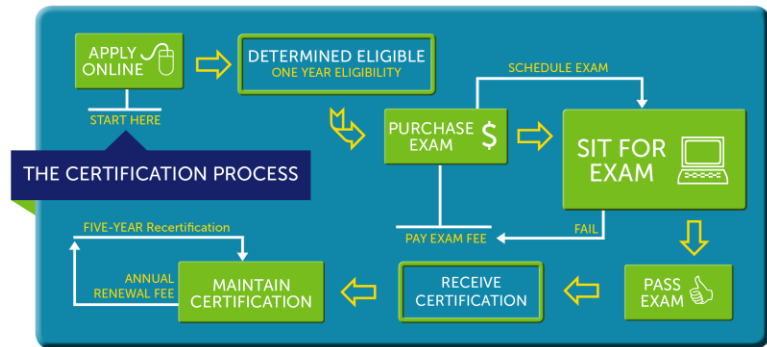 APPLY
ONLINE
START HERE
DETERMINED ELIGIBLE
ONE YEAR ELIGIBILITY
SCHEDULE EXAM
PURCHASE
EXAM $
SIT FOR
EXAM
THE CERTIFICATION PROCESS
PAY EXAM FEE
FAIL
PASS
EXAM
RECEIVE
CERTIFICATION
MAINTAIN
CERTIFICATION
FIVE-YEAR Recertification
ANNUAL
RENEWAL FEE